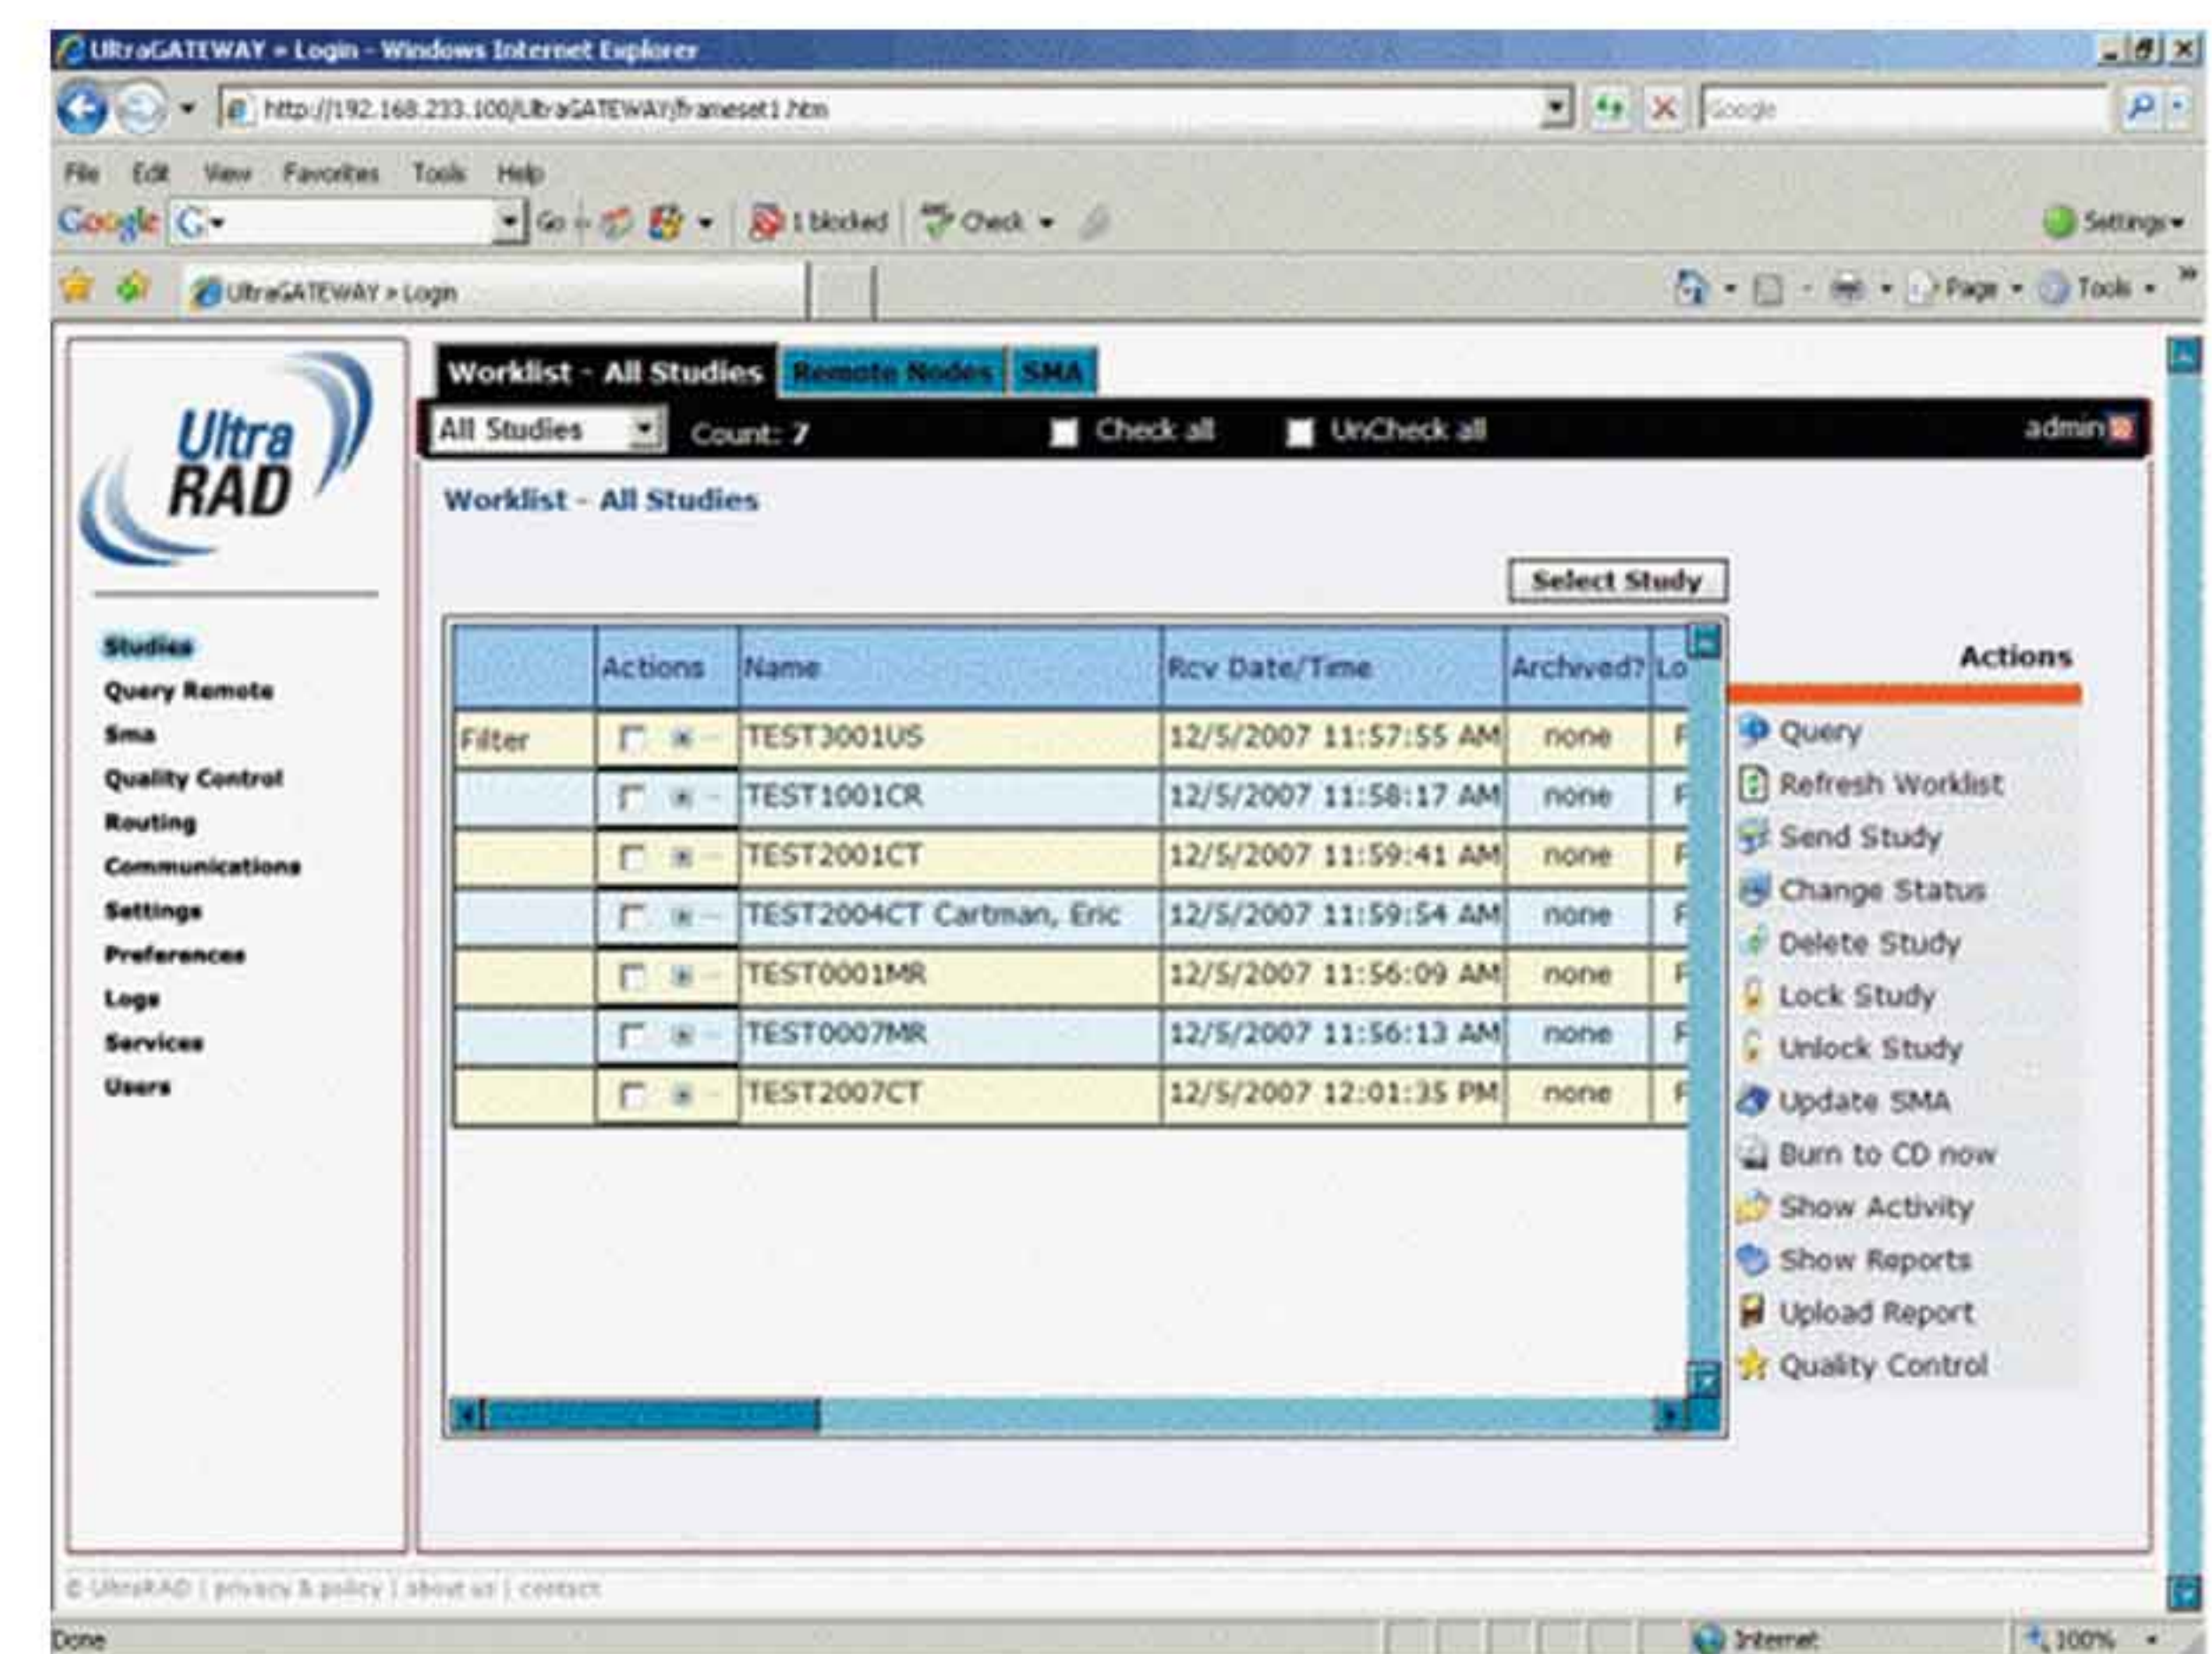 UltraGATEWAY » Login - Windows Internet Explorer
http://192.168.233.100/UltraGATEWAY/frameset1.htm
Google
File Edit View Favorites Tools Help
Google G Go 1 blocked Check Settings
UltraGATEWAY » Login Page Tools »
Ultra
RAD
Worklist - All Studies Remote Nodes SMA
All Studies Count: 7 Check all UnCheck all admin
Worklist - All Studies
Select Study
Studies
Query Remote
Sma
Quality Control
Routing
Communications
Settings
Preferences
Logs
Services
Users
Actions Name Rcv Date/Time Archived? Lo
Filter TEST3001US 12/5/2007 11:57:55 AM none F
TEST1001CR 12/5/2007 11:58:17 AM none F
TEST2001CT 12/5/2007 11:59:41 AM none F
TEST2004CT Cartman, Eric 12/5/2007 11:59:54 AM none F
TEST0001MR 12/5/2007 11:56:09 AM none F
TEST0007MR 12/5/2007 11:56:13 AM none F
TEST2007CT 12/5/2007 12:01:35 PM none F
Actions
Query
Refresh Worklist
Send Study
Change Status
Delete Study
Lock Study
Unlock Study
Update SMA
Burn to CD now
Show Activity
Show Reports
Upload Report
Quality Control
© UltraRAD | privacy & policy | about us | contact
Done Internet 100%